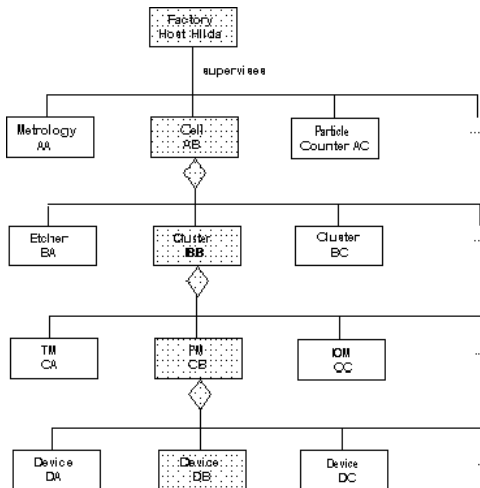 Factory
Host Hilda
supervises
Metrology
AA
Cell
AB
Particle
Counter AC
...
Etcher
BA
Cluster
BB
Cluster
BC
...
TM
CA
PM
CB
IOM
CC
...
Device
DA
Device
DB
Device
DC
...